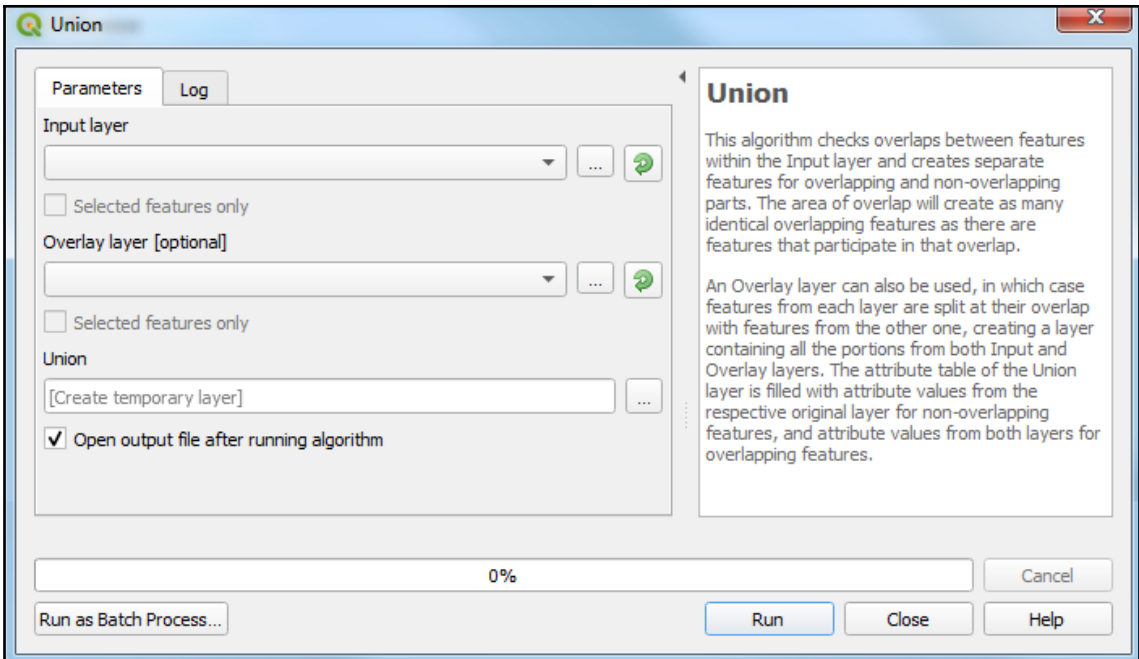 Union
Parameters
Log
Input layer
...
Selected features only
Overlay layer [optional]
...
Selected features only
Union
[Create temporary layer]
...
Open output file after running algorithm
Union
This algorithm checks overlaps between features
within the Input layer and creates separate
features for overlapping and non-overlapping
parts. The area of overlap will create as many
identical overlapping features as there are
features that participate in that overlap.
An Overlay layer can also be used, in which case
features from each layer are split at their overlap
with features from the other one, creating a layer
containing all the portions from both Input and
Overlay layers. The attribute table of the Union
layer is filled with attribute values from the
respective original layer for non-overlapping
features, and attribute values from both layers for
overlapping features.
0%
Cancel
Run as Batch Process...
Run
Close
Help